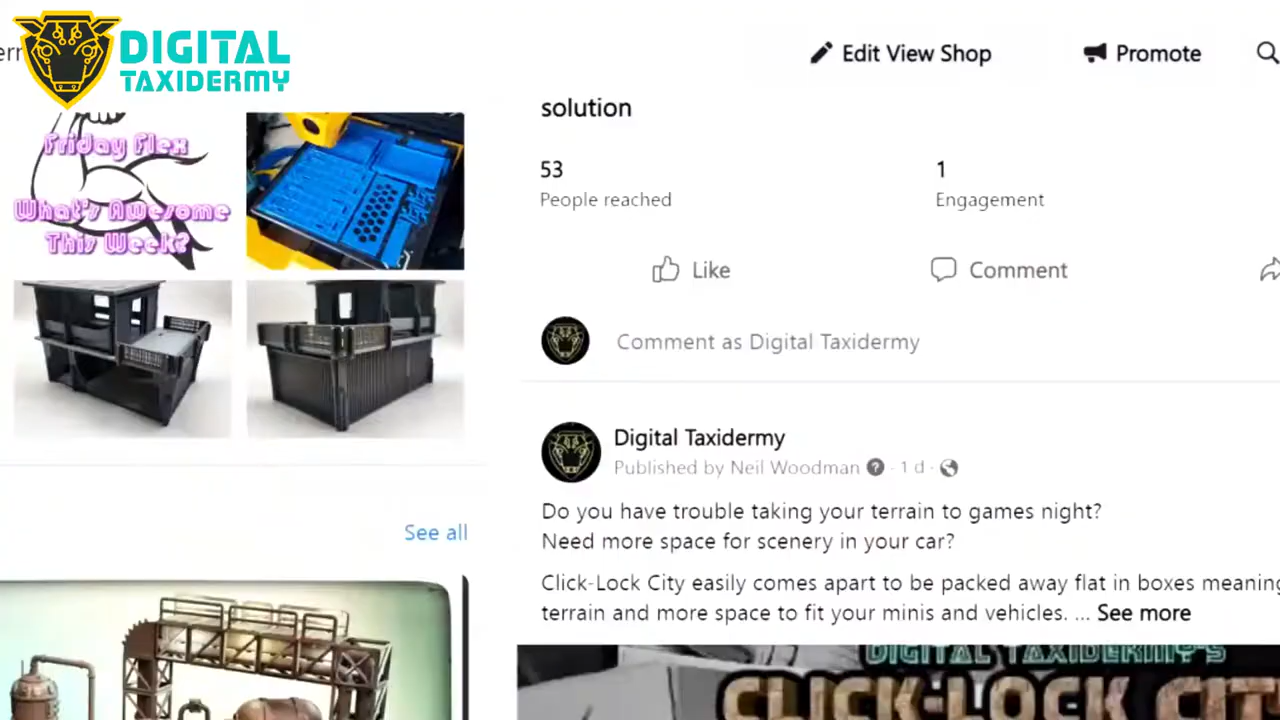 DIGITAL
TAXIDERMY
Edit View Shop
Promote
Friday Flex
What's Awesome
This Week?
See all
solution
53
People reached
1
Engagement
Like
Comment
Comment as Digital Taxidermy
Digital Taxidermy
Published by Neil Woodman · 1 d ·
Do you have trouble taking your terrain to games night?
Need more space for scenery in your car?
Click-Lock City easily comes apart to be packed away flat in boxes meaning
terrain and more space to fit your minis and vehicles. ... See more
DIGITAL TAXIDERMY'S
CLICK-LOCK CIT